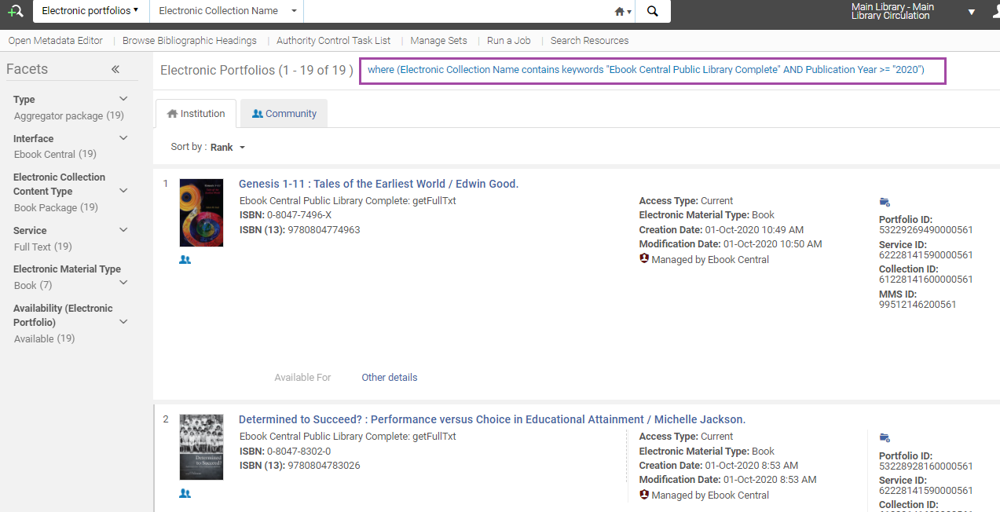 Electronic portfolios ▾
Electronic Collection Name
Main Library - Main
Library Circulation
Open Metadata Editor | Browse Bibliographic Headings | Authority Control Task List | Manage Sets | Run a Job | Search Resources
Facets «
Type
Aggregator package (19)
Interface
Ebook Central (19)
Electronic Collection
Content Type
Book Package (19)
Service
Full Text (19)
Electronic Material Type
Book (7)
Availability (Electronic
Portfolio)
Available (19)
Electronic Portfolios (1 - 19 of 19 ) where (Electronic Collection Name contains keywords "Ebook Central Public Library Complete" AND Publication Year >= "2020")
Institution Community
Sort by : Rank
1
Genesis 1-11 : Tales of the Earliest World / Edwin Good.
Ebook Central Public Library Complete: getFullTxt
ISBN: 0-8047-7496-X
ISBN (13): 9780804774963
Access Type: Current
Electronic Material Type: Book
Creation Date: 01-Oct-2020 10:49 AM
Modification Date: 01-Oct-2020 10:50 AM
Managed by Ebook Central
Portfolio ID:
53229269490000561
Service ID:
62228141590000561
Collection ID:
61228141600000561
MMS ID:
99512146200561
Available For Other details
2
Determined to Succeed? : Performance versus Choice in Educational Attainment / Michelle Jackson.
Determined
to Succeed?
Ebook Central Public Library Complete: getFullTxt
ISBN: 0-8047-8302-0
ISBN (13): 9780804783026
Access Type: Current
Electronic Material Type: Book
Creation Date: 01-Oct-2020 8:53 AM
Modification Date: 01-Oct-2020 8:53 AM
Managed by Ebook Central
Portfolio ID:
53228928160000561
Service ID:
62228141590000561
Collection ID: